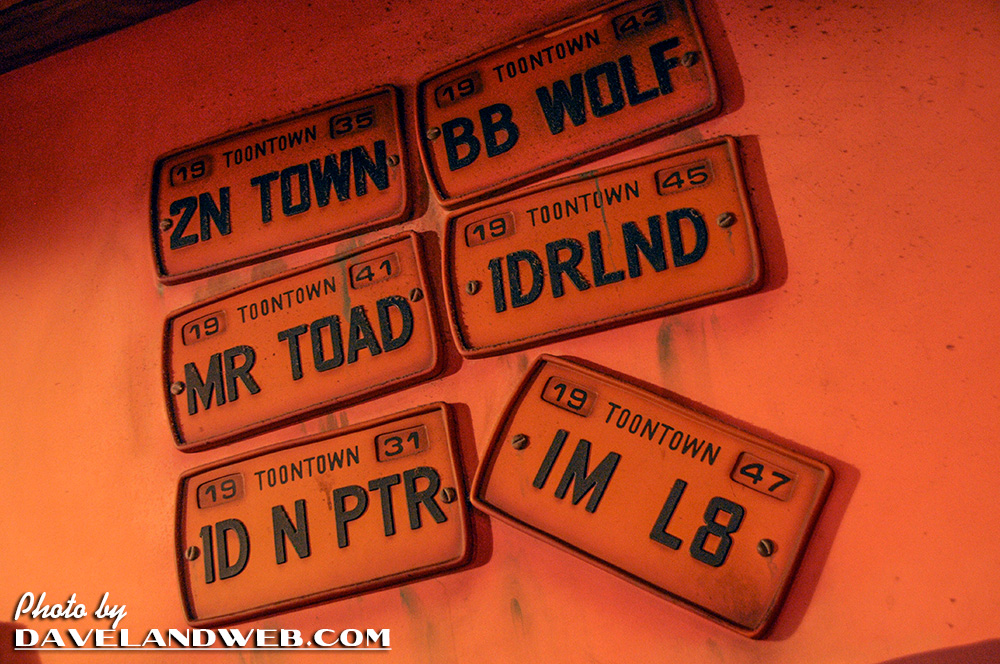 19 TOONTOWN 43
BB WOLF
19 TOONTOWN 35
2N TOWN
19 TOONTOWN 45
1DRLND
19 TOONTOWN 41
MR TOAD
19 TOONTOWN 31
1D N PTR
19 TOONTOWN 47
IM L8
Photo by
DAVELANDWEB.COM